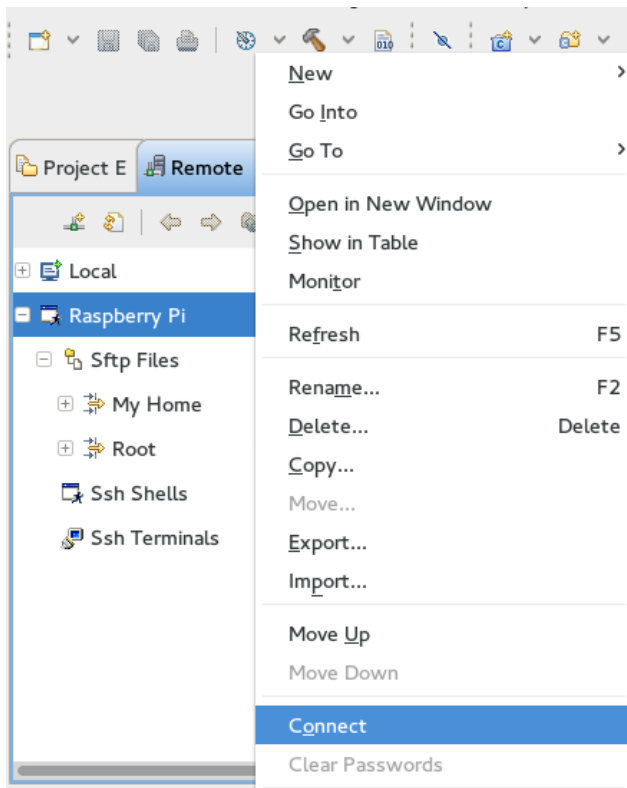 010
New
Go Into
Go To
Project E
Remote
Open in New Window
Show in Table
Local
Monitor
Raspberry Pi
Refresh F5
Sftp Files
Rename... F2
My Home
Delete... Delete
Root
Copy...
Ssh Shells
Move...
Ssh Terminals
Export...
Import...
Move Up
Move Down
Connect
Clear Passwords